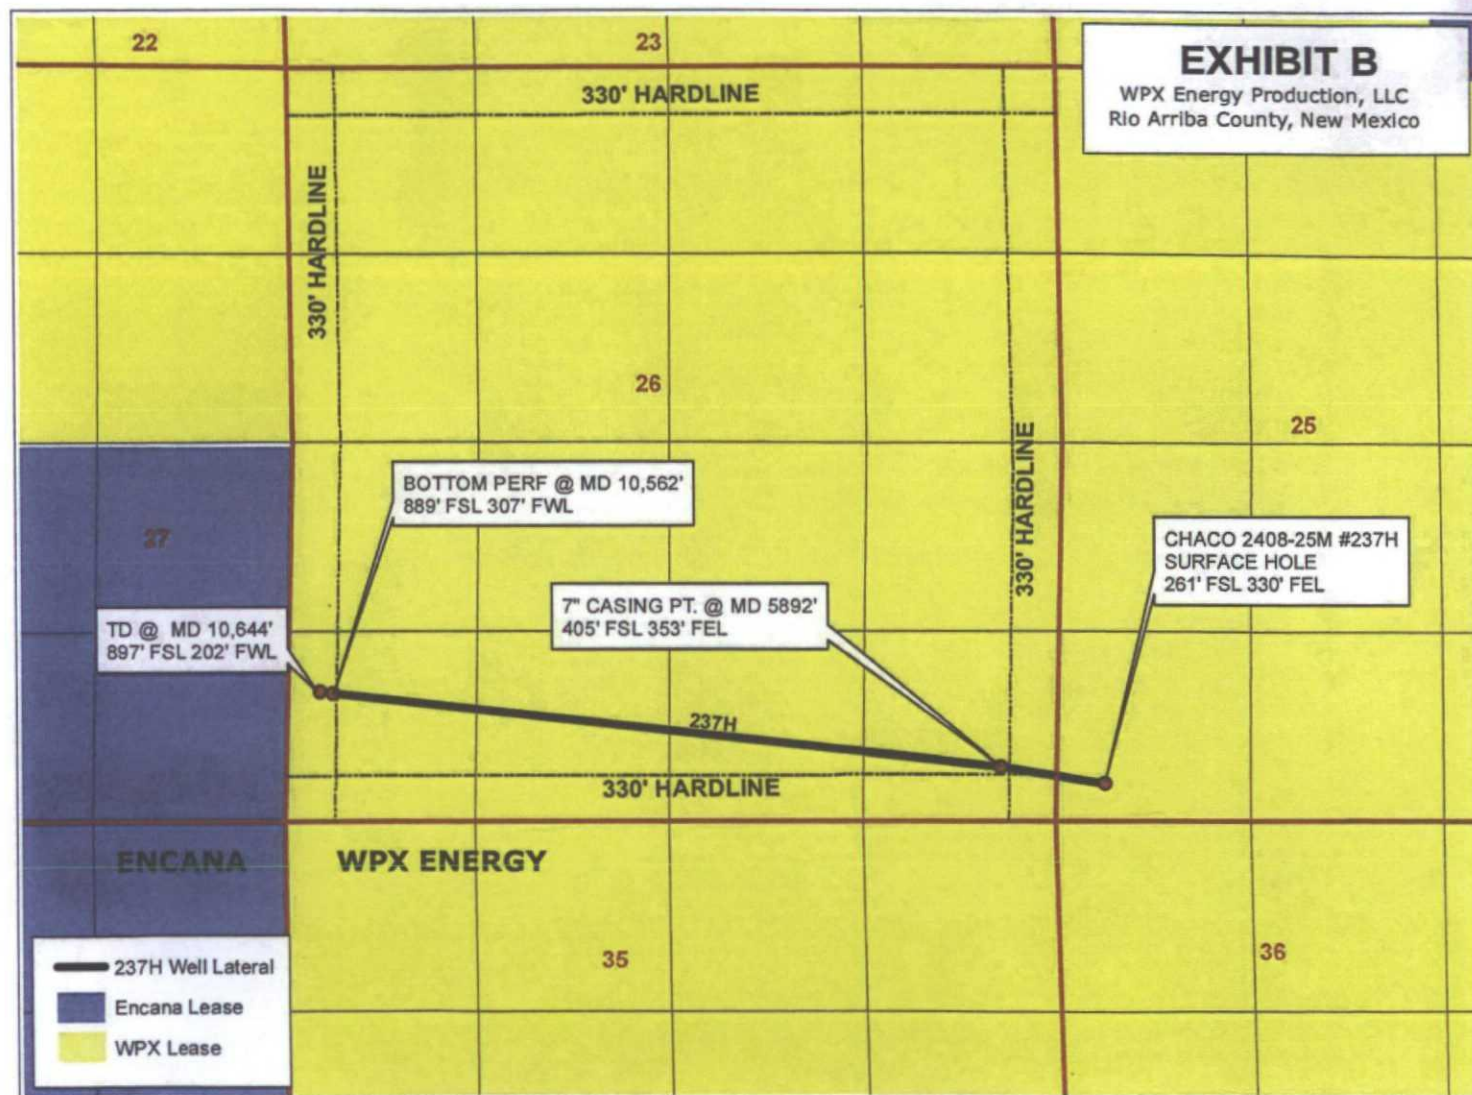 22
23
EXHIBIT B
WPX Energy Production, LLC
Rio Arriba County, New Mexico
330' HARDLINE
330' HARDLINE
26
25
330' HARDLINE
BOTTOM PERF @ MD 10,562'
889' FSL 307' FWL
27
CHACO 2408-25M #237H
SURFACE HOLE
261' FSL 330' FEL
7" CASING PT. @ MD 5892'
405' FSL 353' FEL
TD @ MD 10,644'
897' FSL 202' FWL
237H
330' HARDLINE
ENCANA
WPX ENERGY
35
36
237H Well Lateral
Encana Lease
WPX Lease